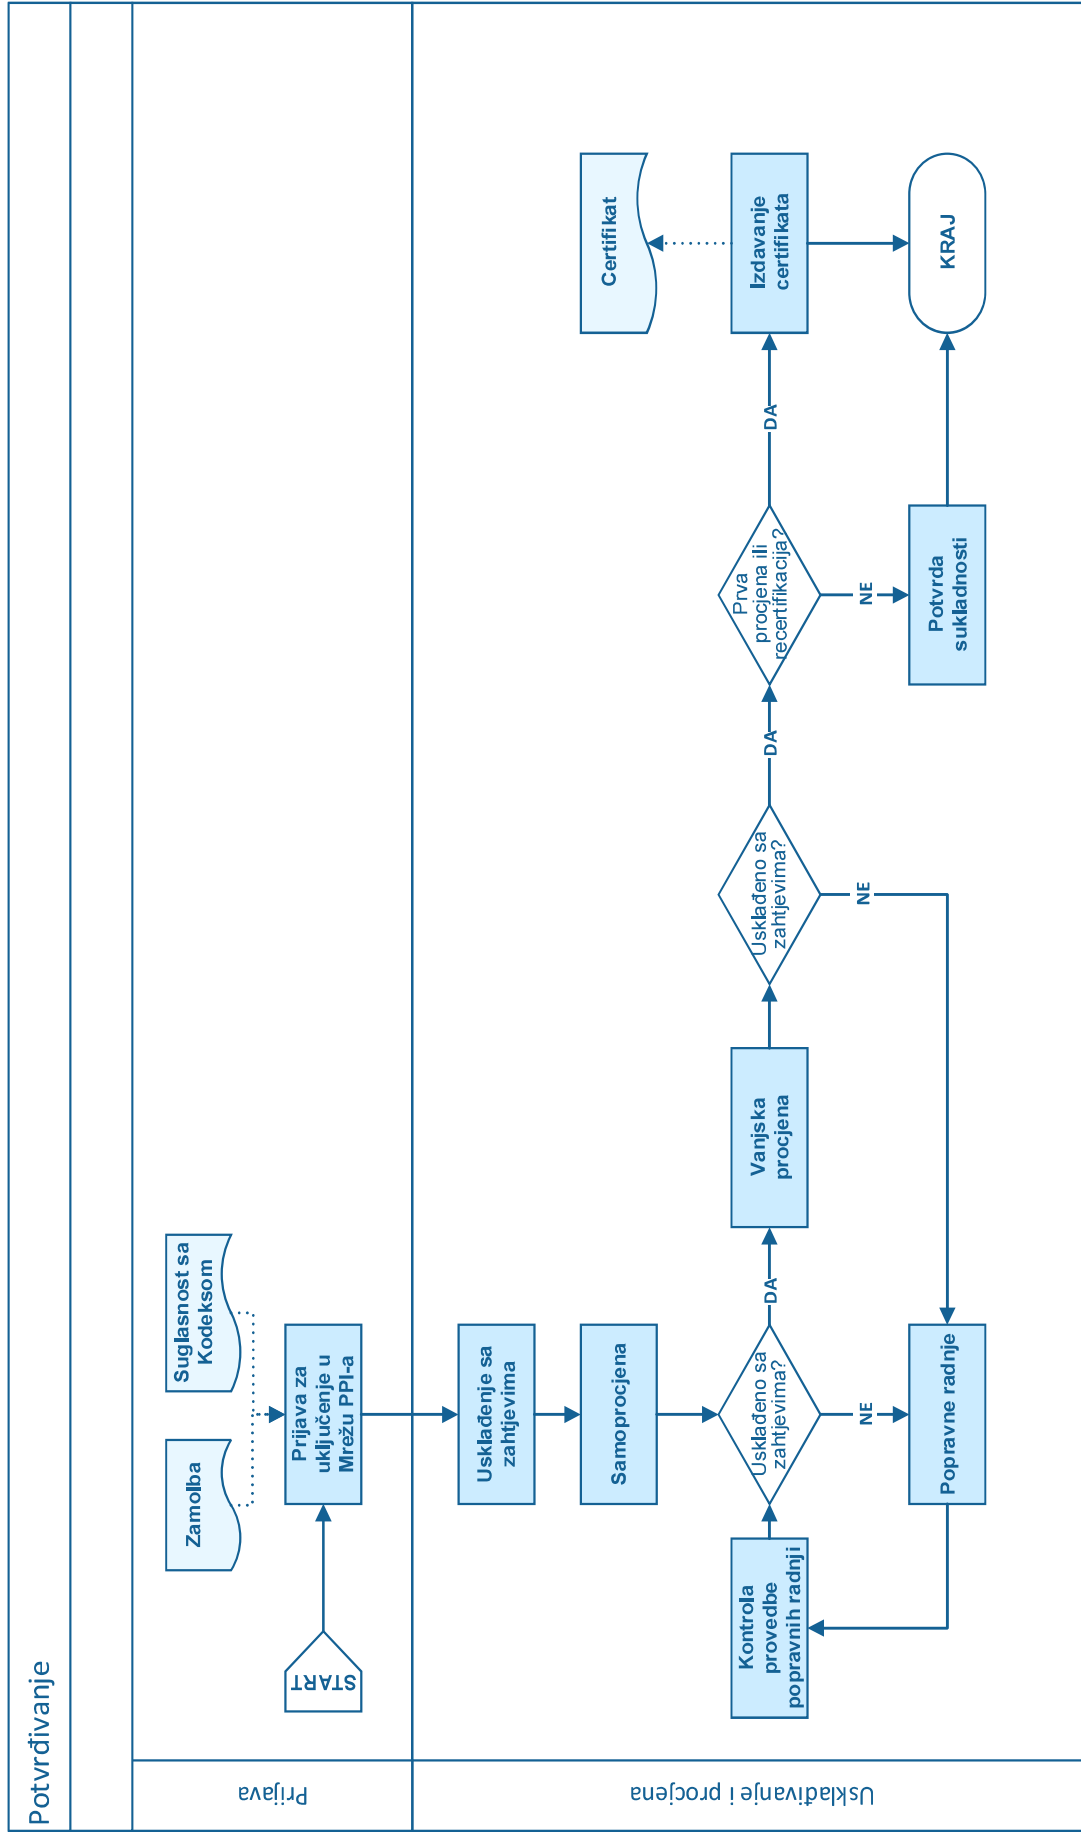 Potvrđivanje
Prijava
START
Zamolba
Suglasnost sa
Kodeksom
Prijava za
uključenje u
Mrežu PPI-a
Usklađivanje i procjena
Usklađenje sa
zahtjevima
Samoprocjena
Kontrola
provedbe
popravnih radnji
Usklađeno sa
zahtjevima?
DA
NE
Popravne radnje
Vanjska
procjena
Usklađeno sa
zahtjevima?
DA
NE
Prva
procjena ili
recertifikacija?
DA
NE
Potvrda
sukladnosti
Certifikat
Izdavanje
certifikata
KRAJ